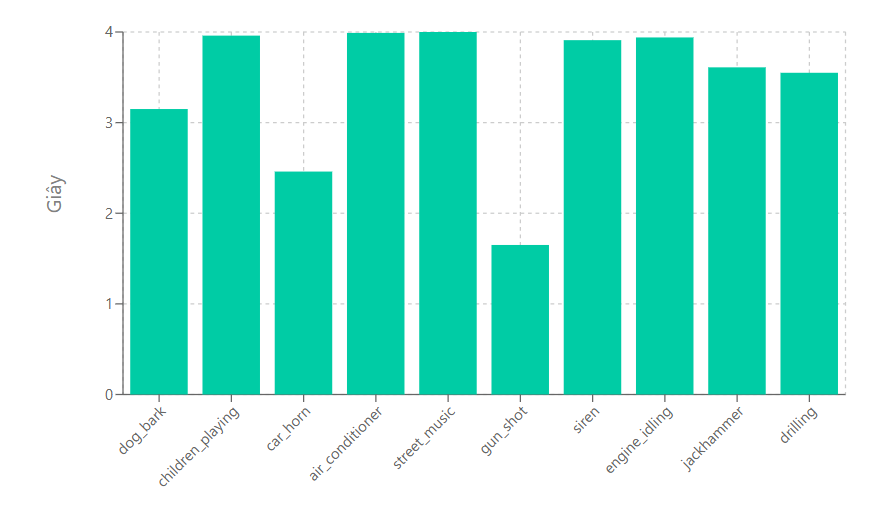 4
3
2
1
0
Giây
dog_bark
children_playing
car_horn
air_conditioner
street_music
gun_shot
siren
engine_idling
jackhammer
drilling